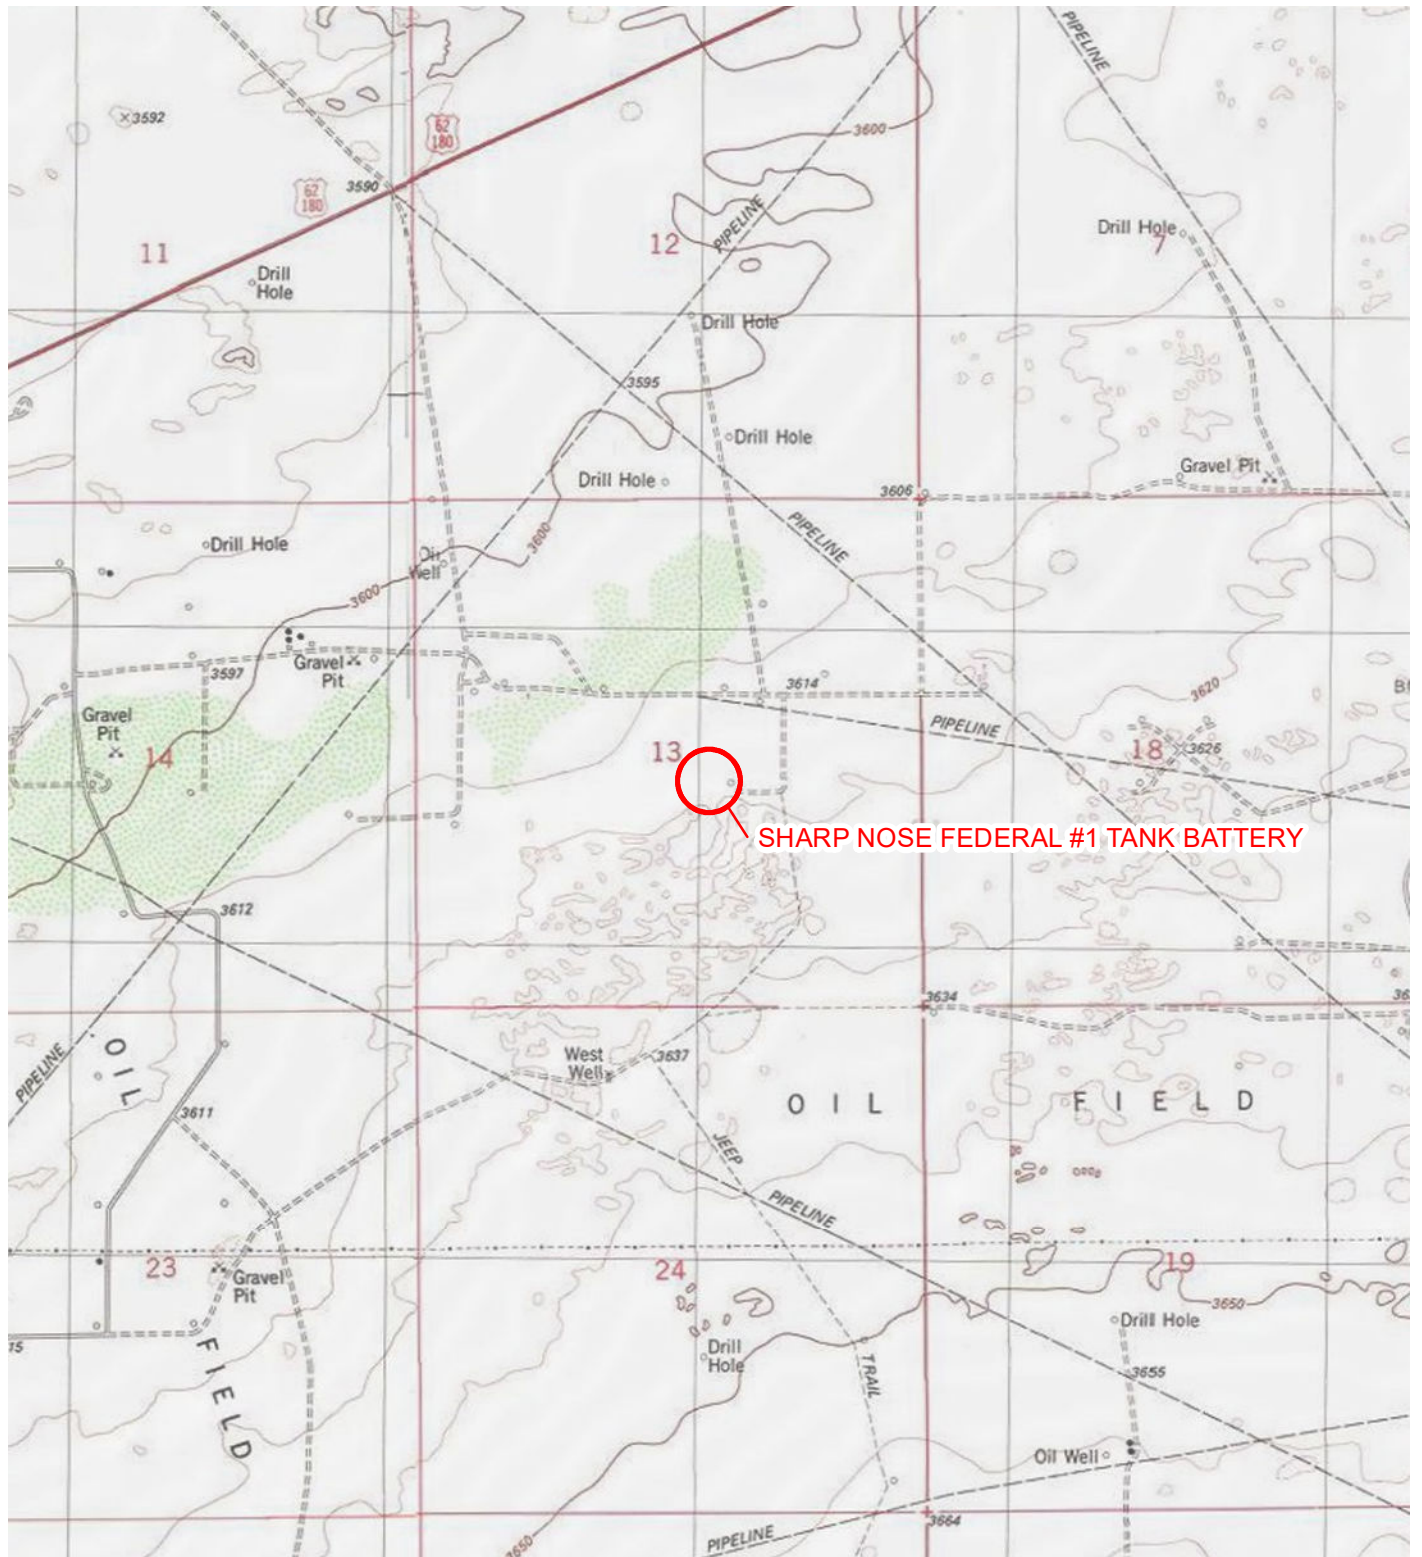 PIPELINE
3592
62
180
3600
62
180
3590
PIPELINE
Drill Hole
7
11
12
Drill
Hole
Drill Hole
3595
Drill Hole
Gravel Pit
Drill Hole
3606
PIPELINE
Drill Hole
3600
Oil
Well
3600
Gravel
Pit
3597
3614
3620
Gravel
Pit
PIPELINE
14
13
18
3626
SHARP NOSE FEDERAL #1 TANK BATTERY
3612
3634
OIL
West
Well
3637
PIPELINE
3611
OIL FIELD
JEEP
PIPELINE
23
Gravel
Pit
24
19
3650
Drill Hole
FIELD
Drill
Hole
TRAIL
3655
Oil Well
3664
3650
PIPELINE